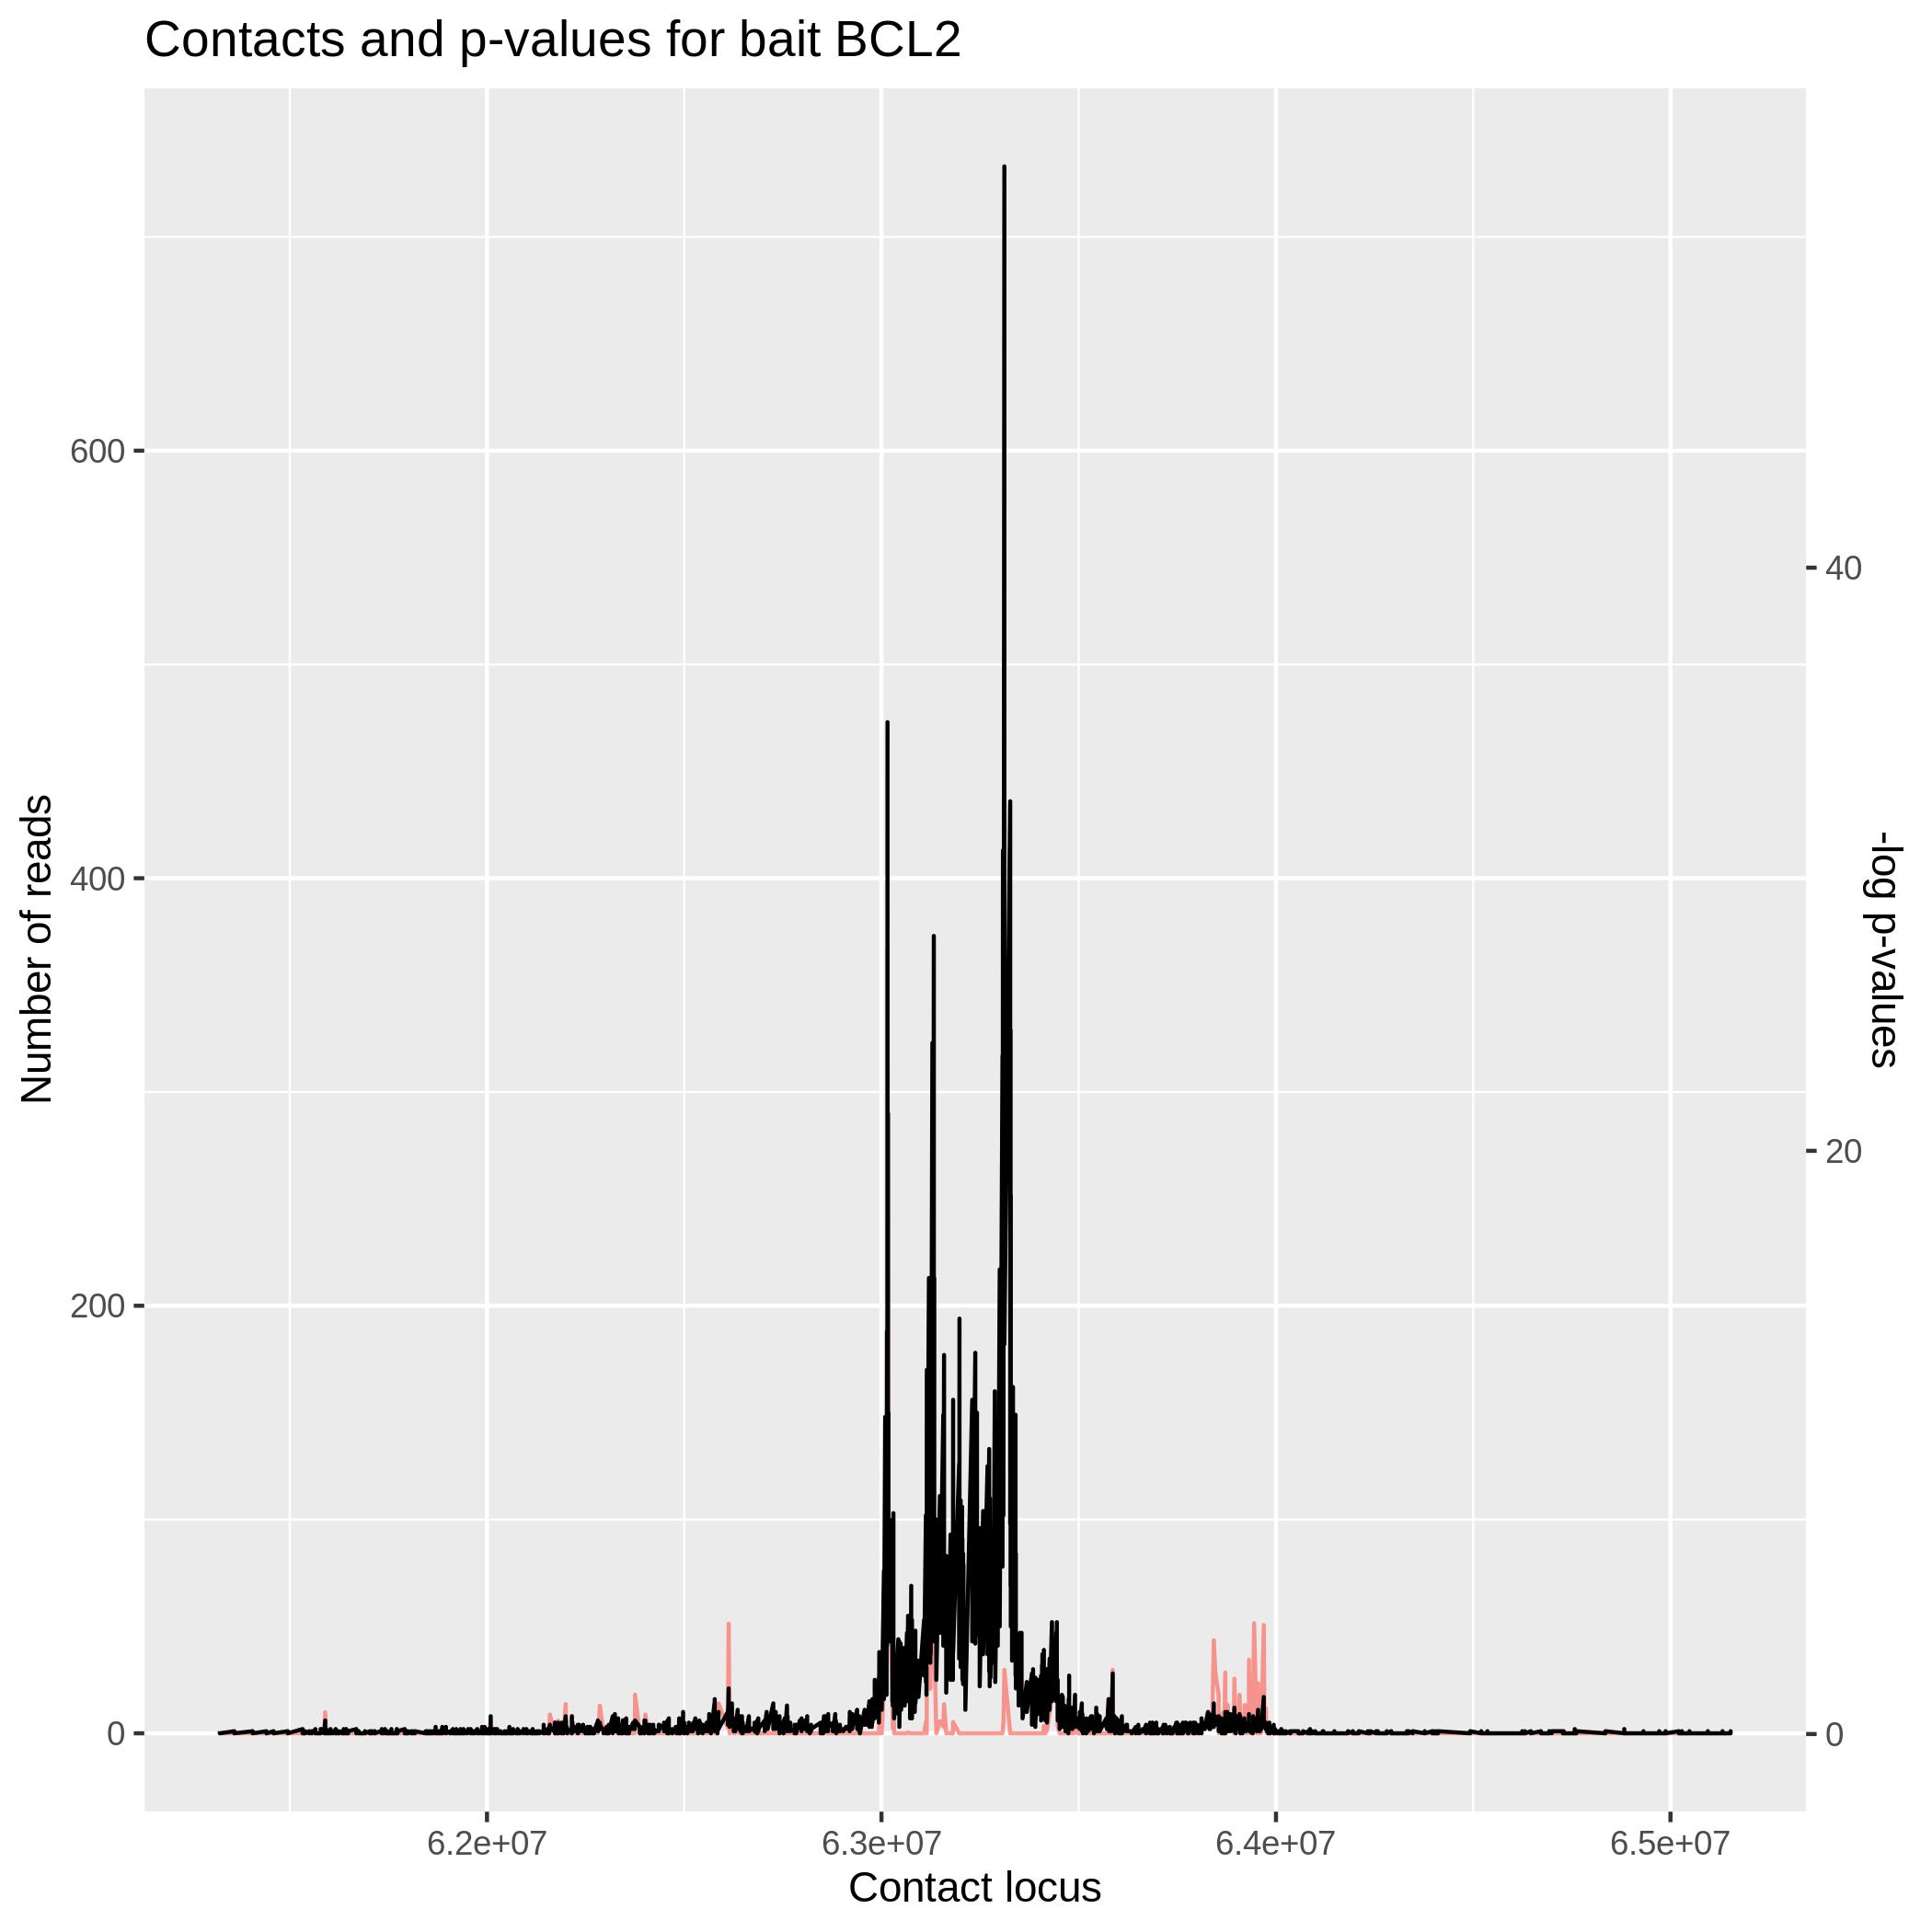 Contacts and p-values for bait BCL2
Number of reads
600
400
200
0
40
20
0
-log p-values
6.2e+07
6.3e+07
6.4e+07
6.5e+07
Contact locus